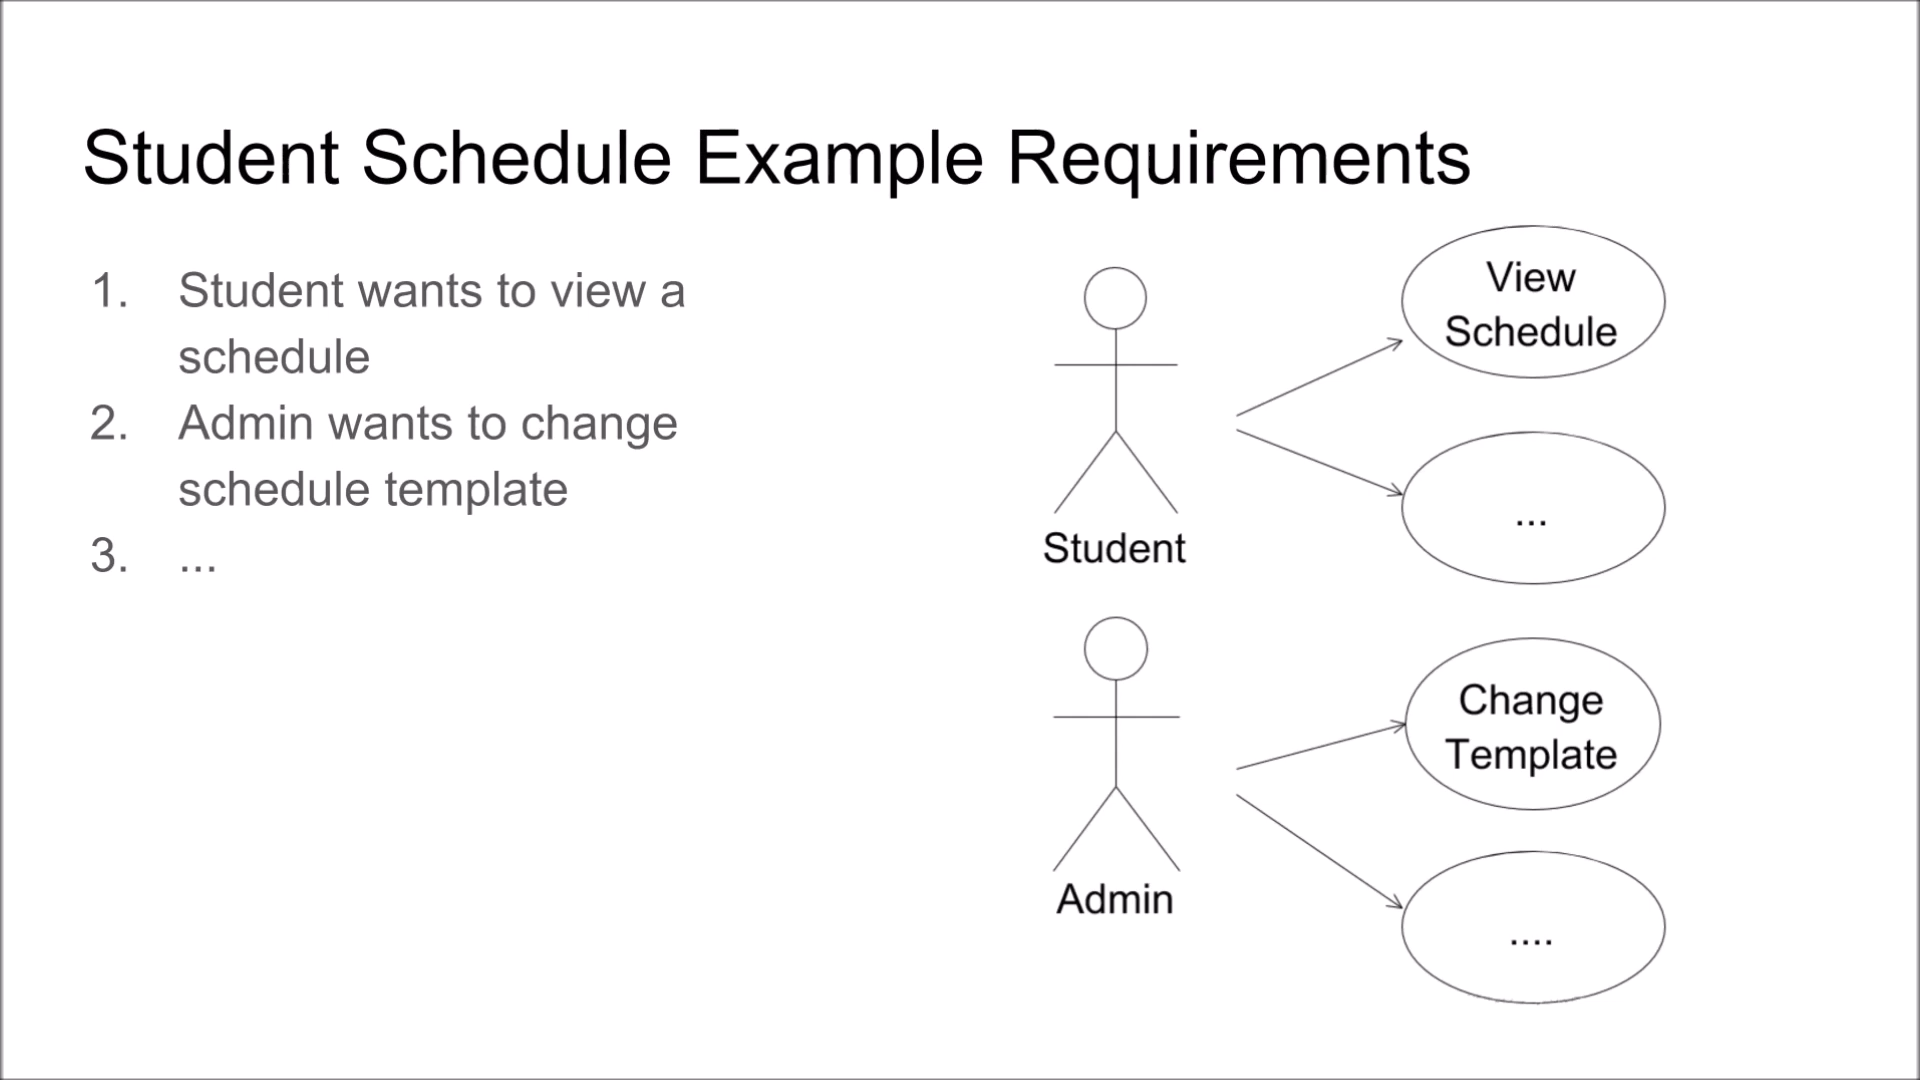 Student Schedule Example Requirements
1. Student wants to view a
schedule
2. Admin wants to change
schedule template
3. ...
View
Schedule
...
Student
Change
Template
Admin
....